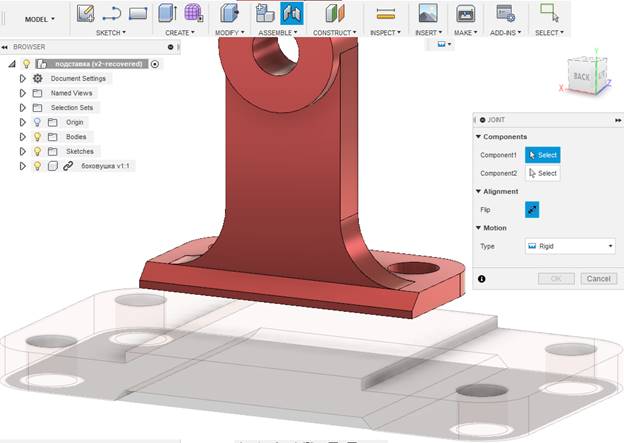 MODEL
SKETCH
CREATE
MODIFY
ASSEMBLE
CONSTRUCT
INSPECT
INSERT
MAKE
ADD-INS
SELECT
BROWSER
подставка (v2~recovered)
Document Settings
Named Views
Selection Sets
Origin
Bodies
Sketches
боковушка v1:1
BACK
X
Y
Z
JOINT
Components
Component1 Select
Component2 Select
Alignment
Flip
Motion
Type Rigid
OK Cancel